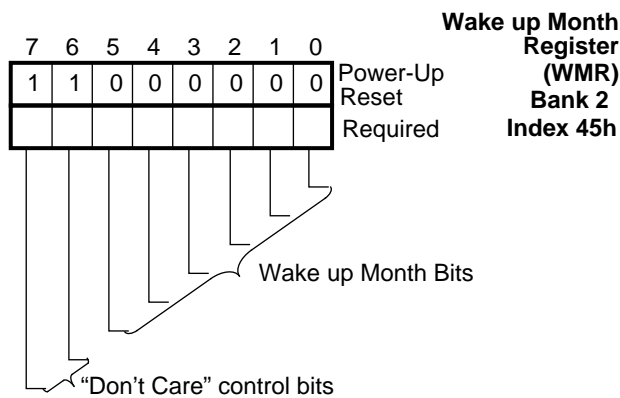 Wake up Month
Register
(WMR)
Bank 2
Index 45h
7 6 5 4 3 2 1 0
1 1 0 0 0 0 0 0
Power-Up
Reset
Required
Wake up Month Bits
“Don’t Care” control bits